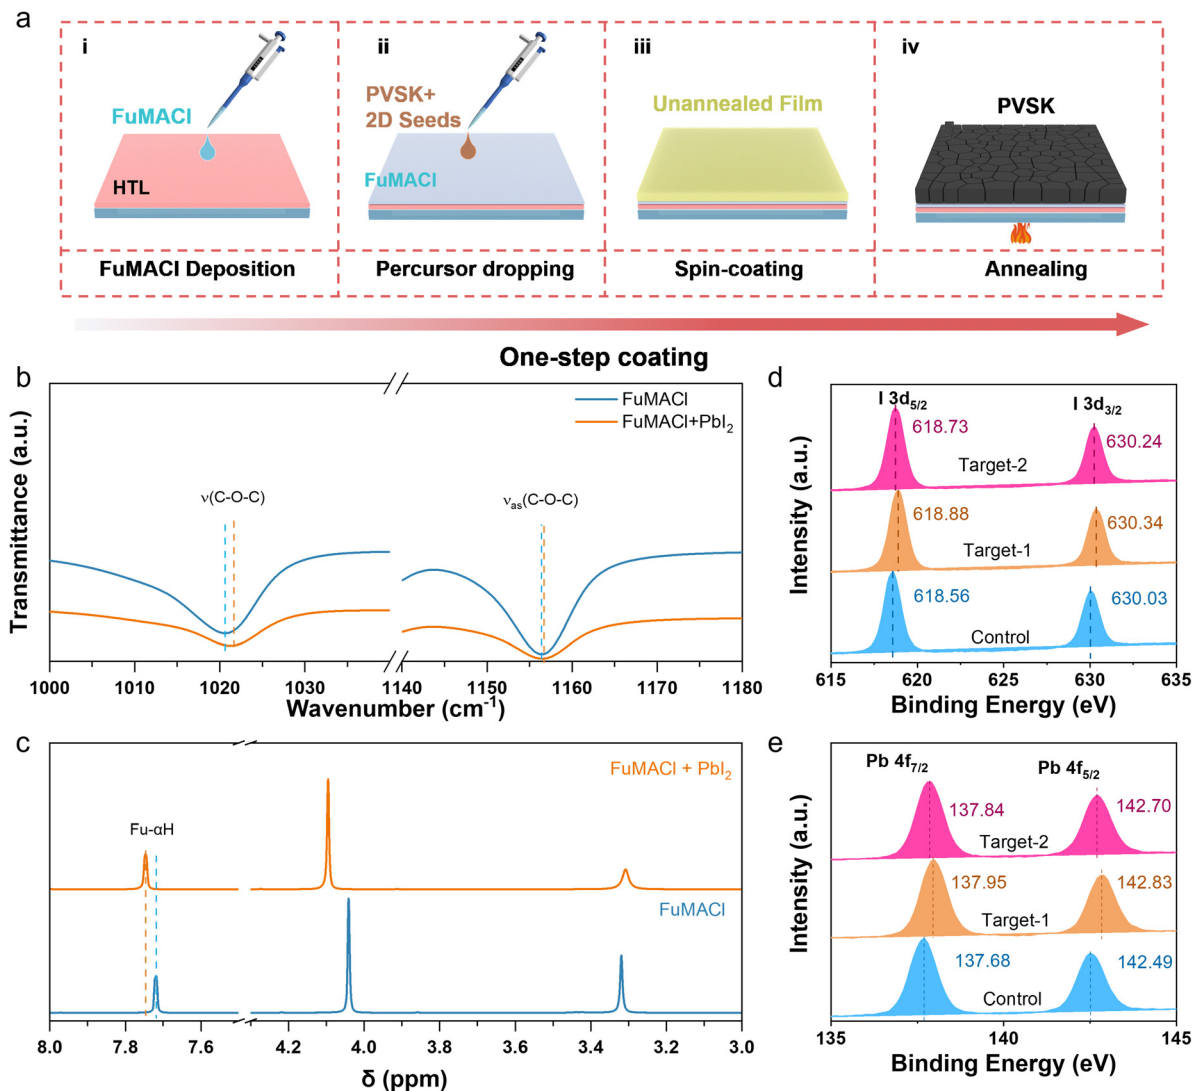 a
i
FuMACl
HTL
FuMACl Deposition
ii
PVSK+
2D Seeds
FuMACl
Percursor dropping
iii
Unannealed Film
Spin-coating
iv
PVSK
Annealing
One-step coating
b
Transmittance (a.u.)
FuMACl
FuMACl+PbI₂
ν(C-O-C)
νas(C-O-C)
1000 1010 1020 1030 1140 1150 1160 1170 1180
Wavenumber (cm⁻¹)
c
FuMACl + PbI₂
Fu-αH
FuMACl
8.0 7.8 7.6 4.2 4.0 3.8 3.6 3.4 3.2 3.0
δ (ppm)
d
Intensity (a.u.)
I 3d5/2
I 3d3/2
618.73
630.24
Target-2
618.88
630.34
Target-1
618.56
630.03
Control
615 620 625 630 635
Binding Energy (eV)
e
Intensity (a.u.)
Pb 4f7/2
Pb 4f5/2
137.84
142.70
Target-2
137.95
142.83
Target-1
137.68
142.49
Control
135 140 145
Binding Energy (eV)